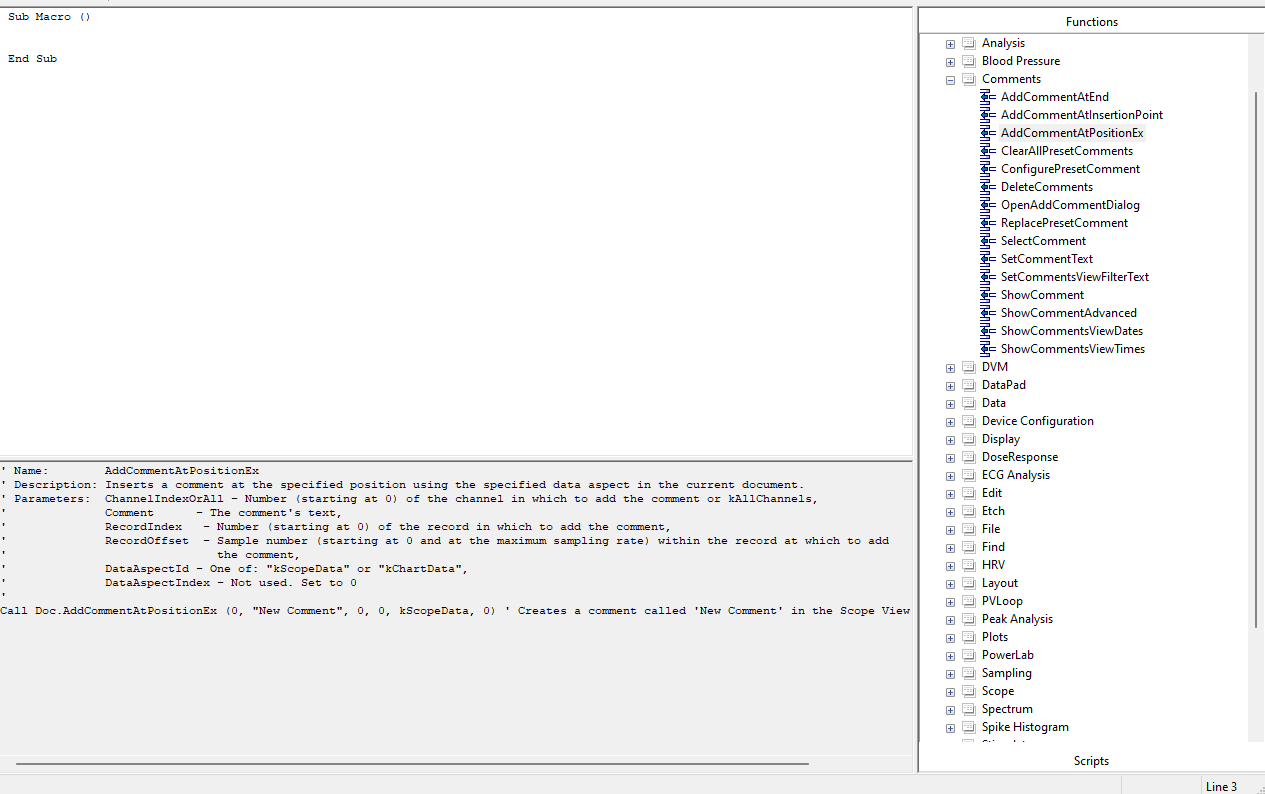 Sub Macro ()
End Sub
' Name:        AddCommentAtPositionEx
' Description: Inserts a comment at the specified position using the specified data aspect in the current document.
' Parameters:  ChannelIndexOrAll - Number (starting at 0) of the channel in which to add the comment or kAllChannels,
'              Comment      - The comment's text,
'              RecordIndex   - Number (starting at 0) of the record in which to add the comment,
'              RecordOffset  - Sample number (starting at 0 and at the maximum sampling rate) within the record at which to add
'                              the comment,
'              DataAspectId - One of: "kScopeData" or "kChartData",
'              DataAspectIndex - Not used. Set to 0
'
Call Doc.AddCommentAtPositionEx (0, "New Comment", 0, 0, kScopeData, 0) ' Creates a comment called 'New Comment' in the Scope View
Functions
Analysis
Blood Pressure
Comments
AddCommentAtEnd
AddCommentAtInsertionPoint
AddCommentAtPositionEx
ClearAllPresetComments
ConfigurePresetComment
DeleteComments
OpenAddCommentDialog
ReplacePresetComment
SelectComment
SetCommentText
SetCommentsViewFilterText
ShowComment
ShowCommentAdvanced
ShowCommentsViewDates
ShowCommentsViewTimes
DVM
DataPad
Data
Device Configuration
Display
DoseResponse
ECG Analysis
Edit
Etch
File
Find
HRV
Layout
PVLoop
Peak Analysis
Plots
PowerLab
Sampling
Scope
Spectrum
Spike Histogram
Scripts
Line 3